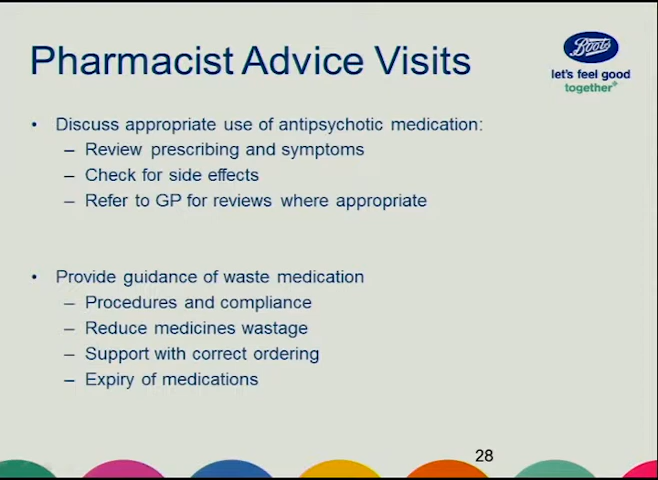 Pharmacist Advice Visits
Boots
let's feel good
together+
• Discuss appropriate use of antipsychotic medication:
– Review prescribing and symptoms
– Check for side effects
– Refer to GP for reviews where appropriate
• Provide guidance of waste medication
– Procedures and compliance
– Reduce medicines wastage
– Support with correct ordering
– Expiry of medications
28